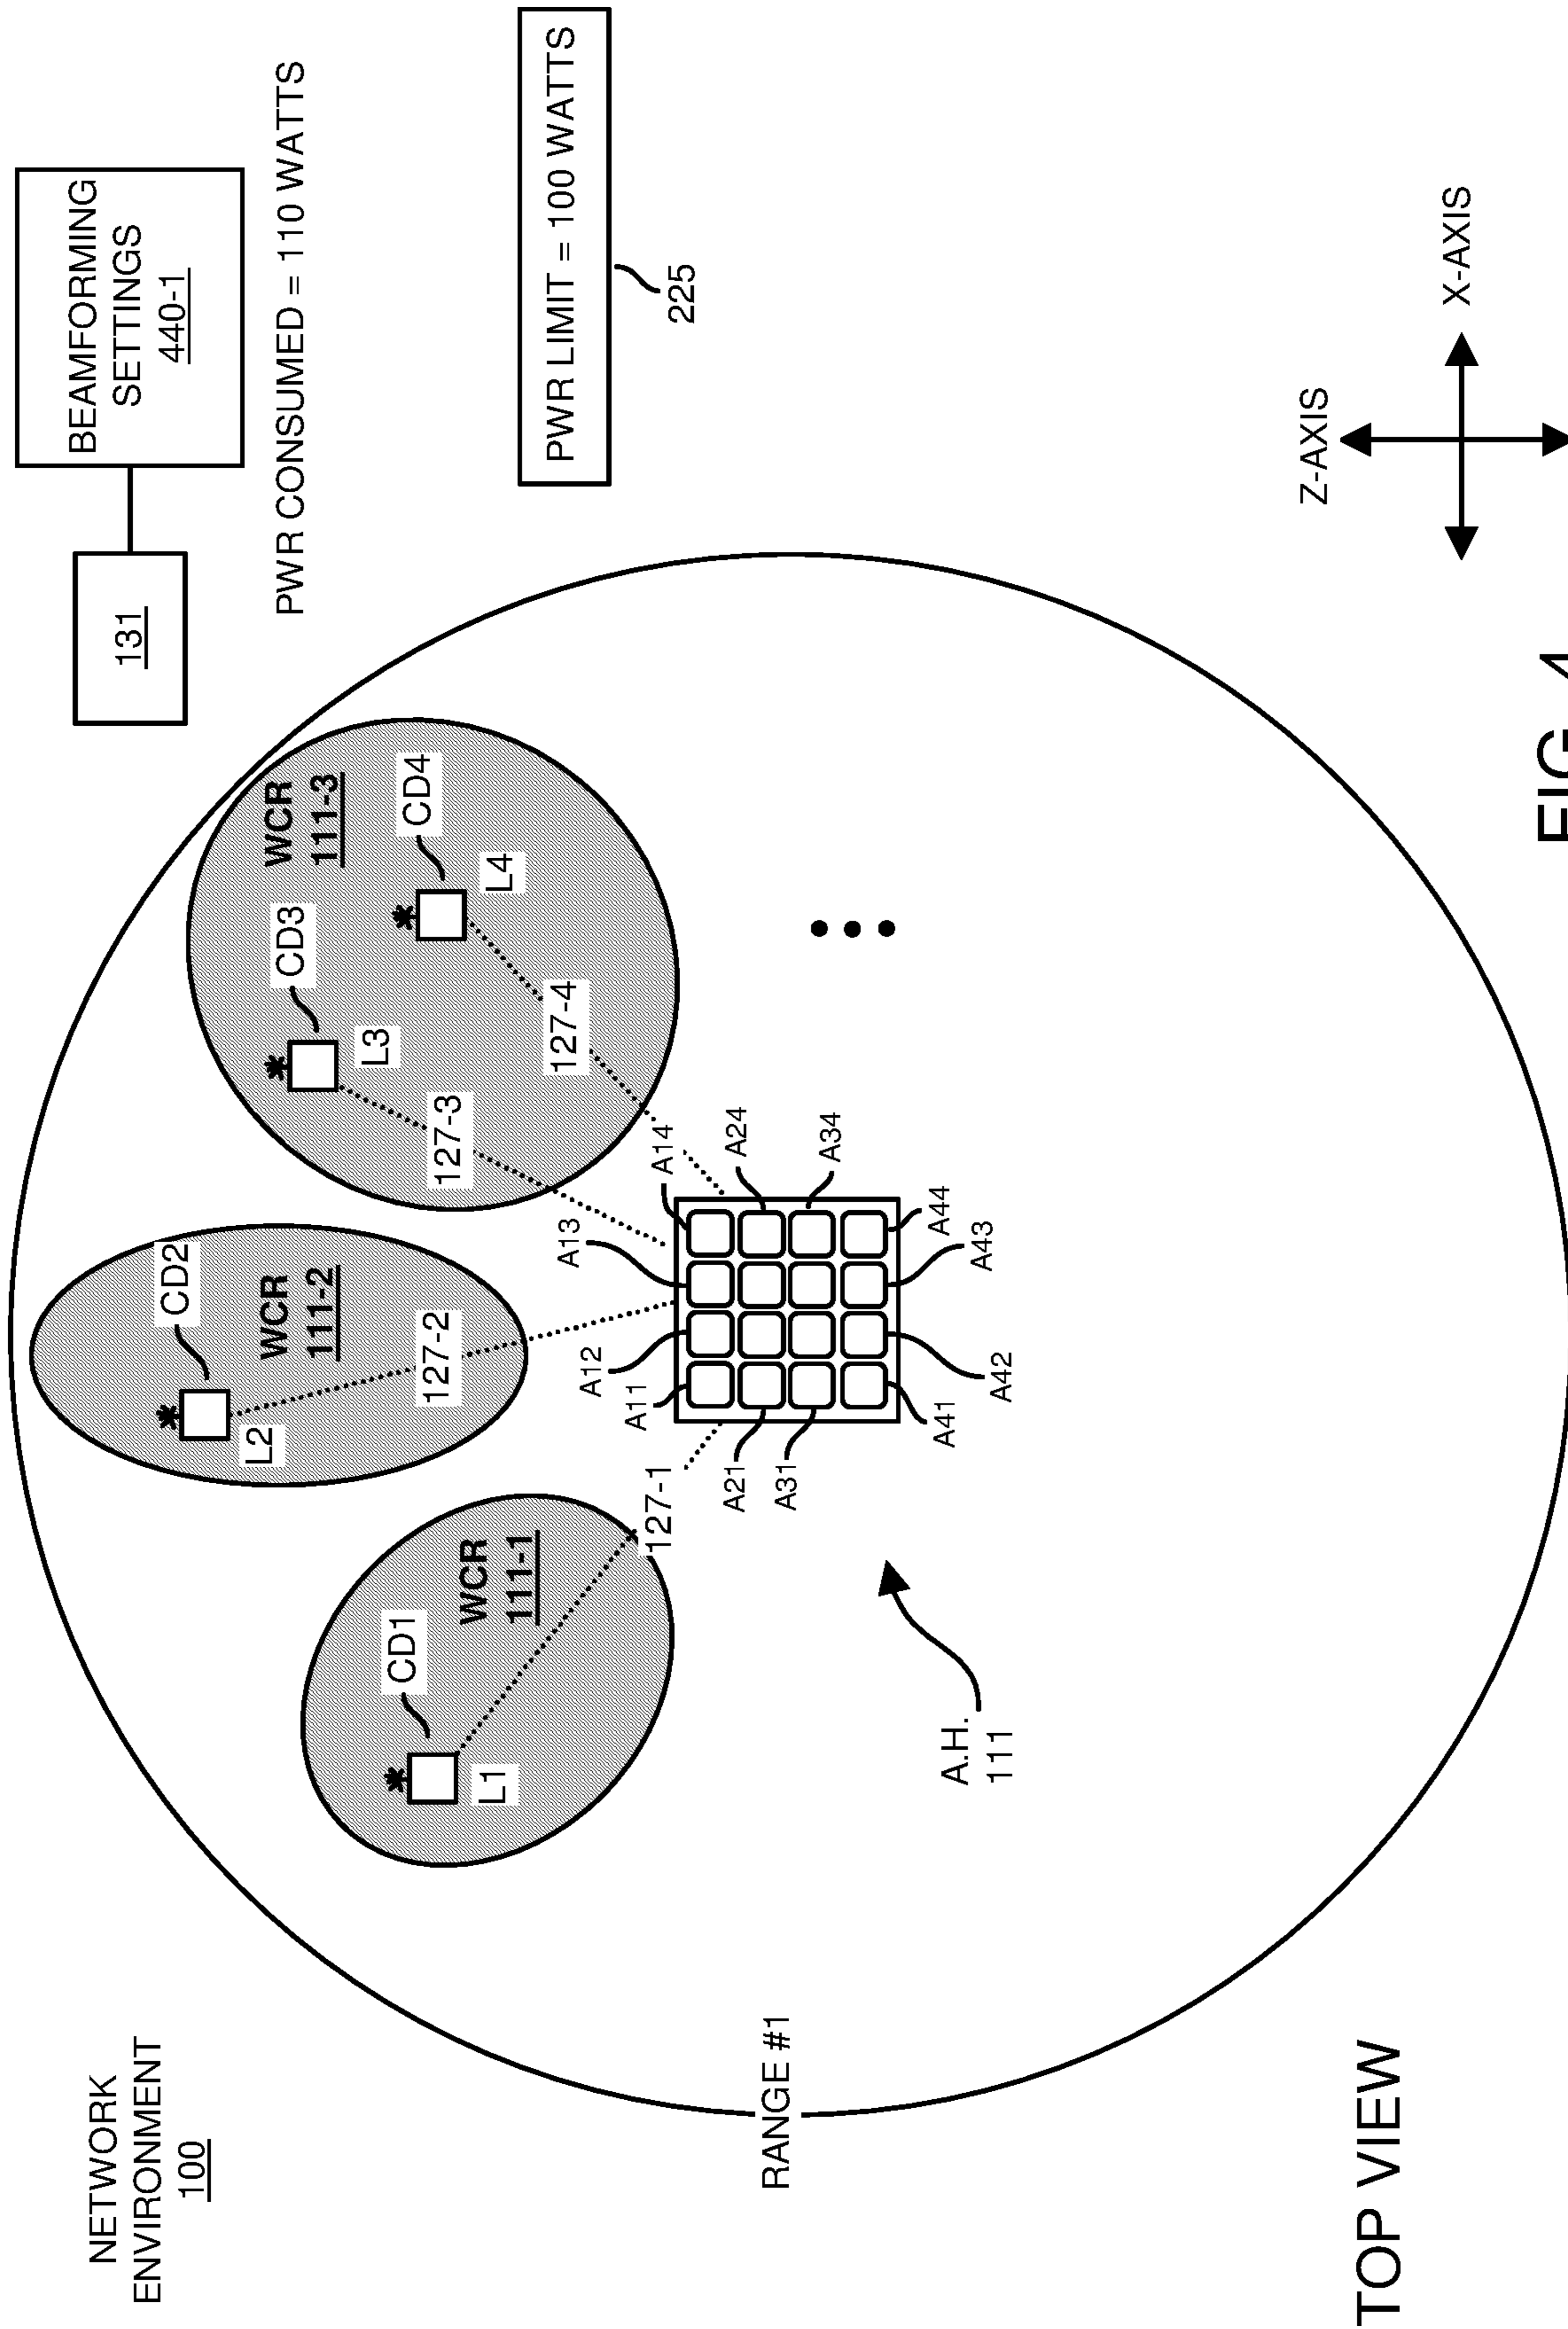 NETWORK
ENVIRONMENT
100
131
BEAMFORMING
SETTINGS
440-1
PWR CONSUMED = 110 WATTS
PWR LIMIT = 100 WATTS
225
CD2
L2
WCR
111-2
127-2
CD3
L3
WCR
111-3
CD4
L4
127-3
127-4
CD1
L1
WCR
111-1
127-1
A11
A12
A13
A14
A21
A24
A31
A34
A41
A42
A43
A44
RANGE #1
A.H.
111
Z-AXIS
X-AXIS
TOP VIEW
FIG. 4